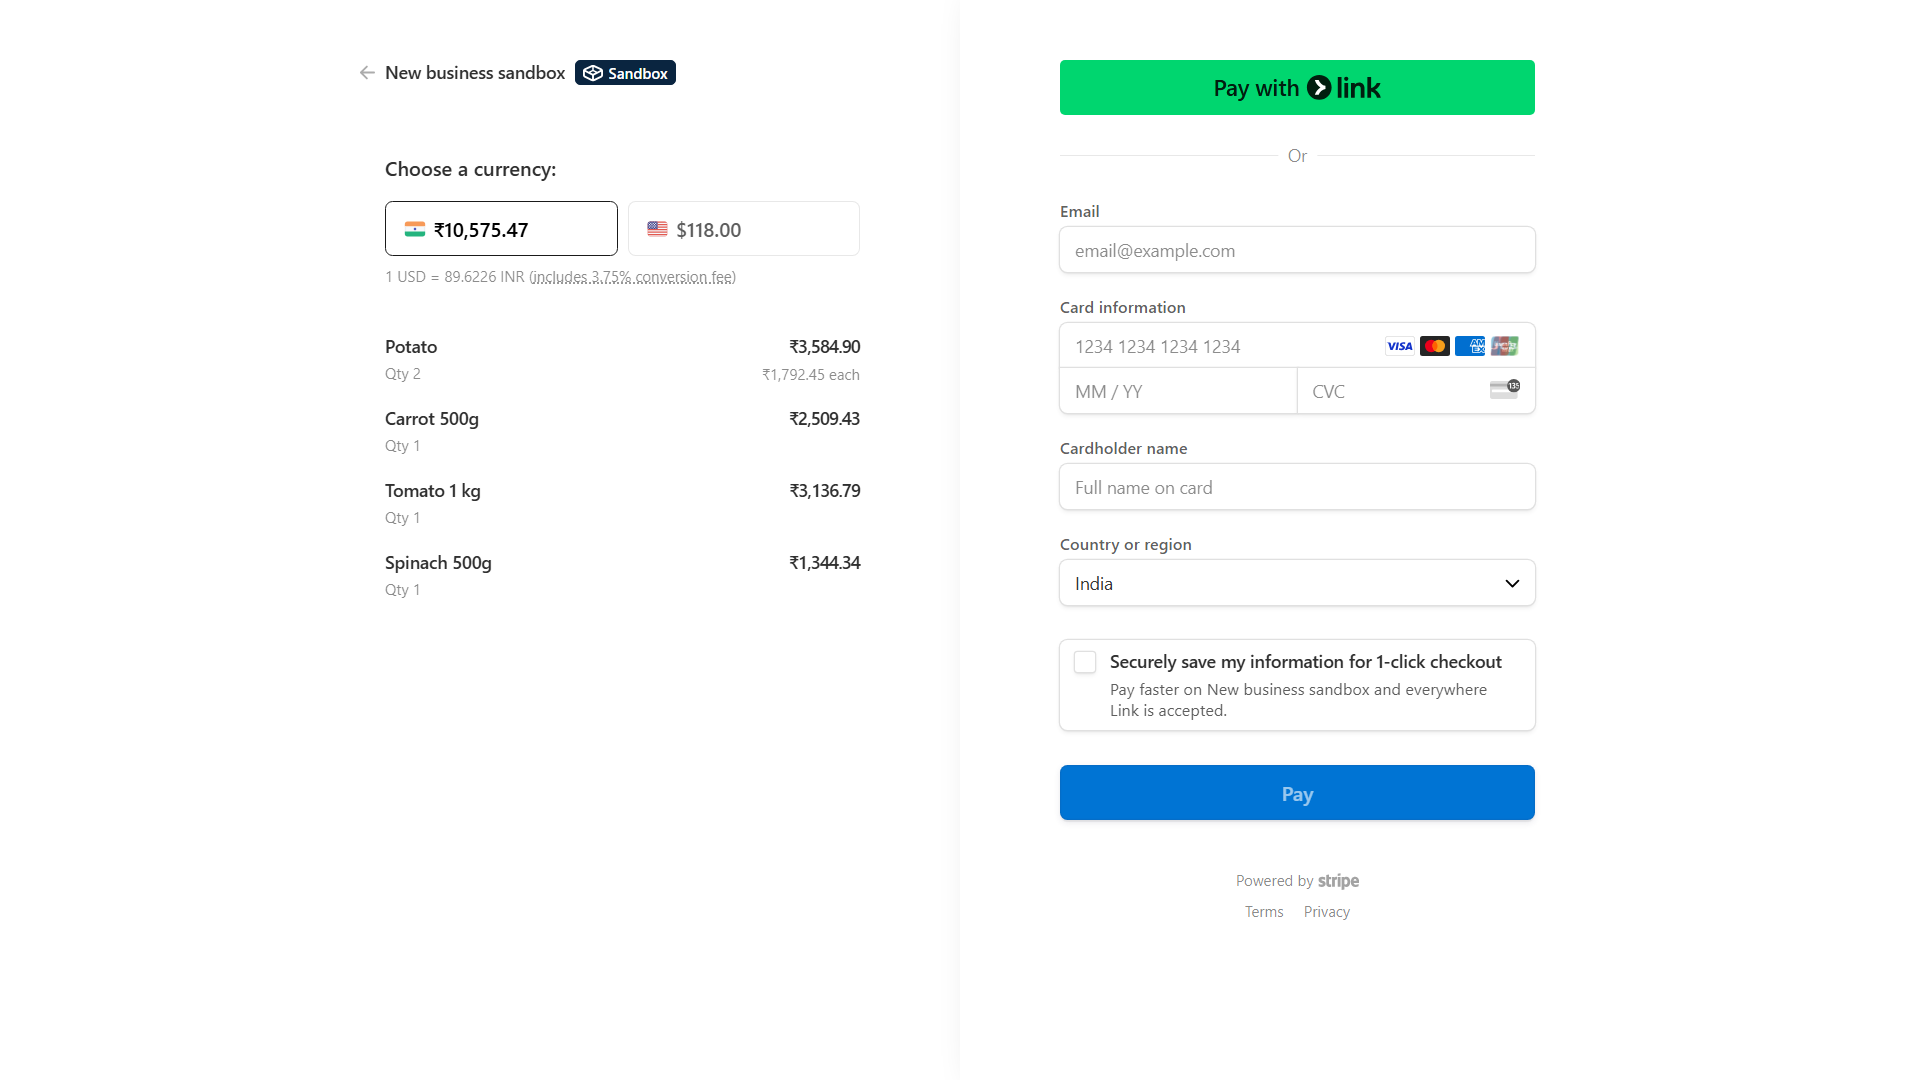 New business sandbox Sandbox
Choose a currency:
₹10,575.47 $118.00
1 USD = 89.6226 INR (includes 3.75% conversion fee)
Potato ₹3,584.90
Qty 2 ₹1,792.45 each
Carrot 500g ₹2,509.43
Qty 1
Tomato 1 kg ₹3,136.79
Qty 1
Spinach 500g ₹1,344.34
Qty 1
Pay with link
Or
Email
email@example.com
Card information
1234 1234 1234 1234 VISA AM EX
MM / YY CVC 135
Cardholder name
Full name on card
Country or region
India
Securely save my information for 1-click checkout
Pay faster on New business sandbox and everywhere
Link is accepted.
Pay
Powered by stripe
Terms Privacy